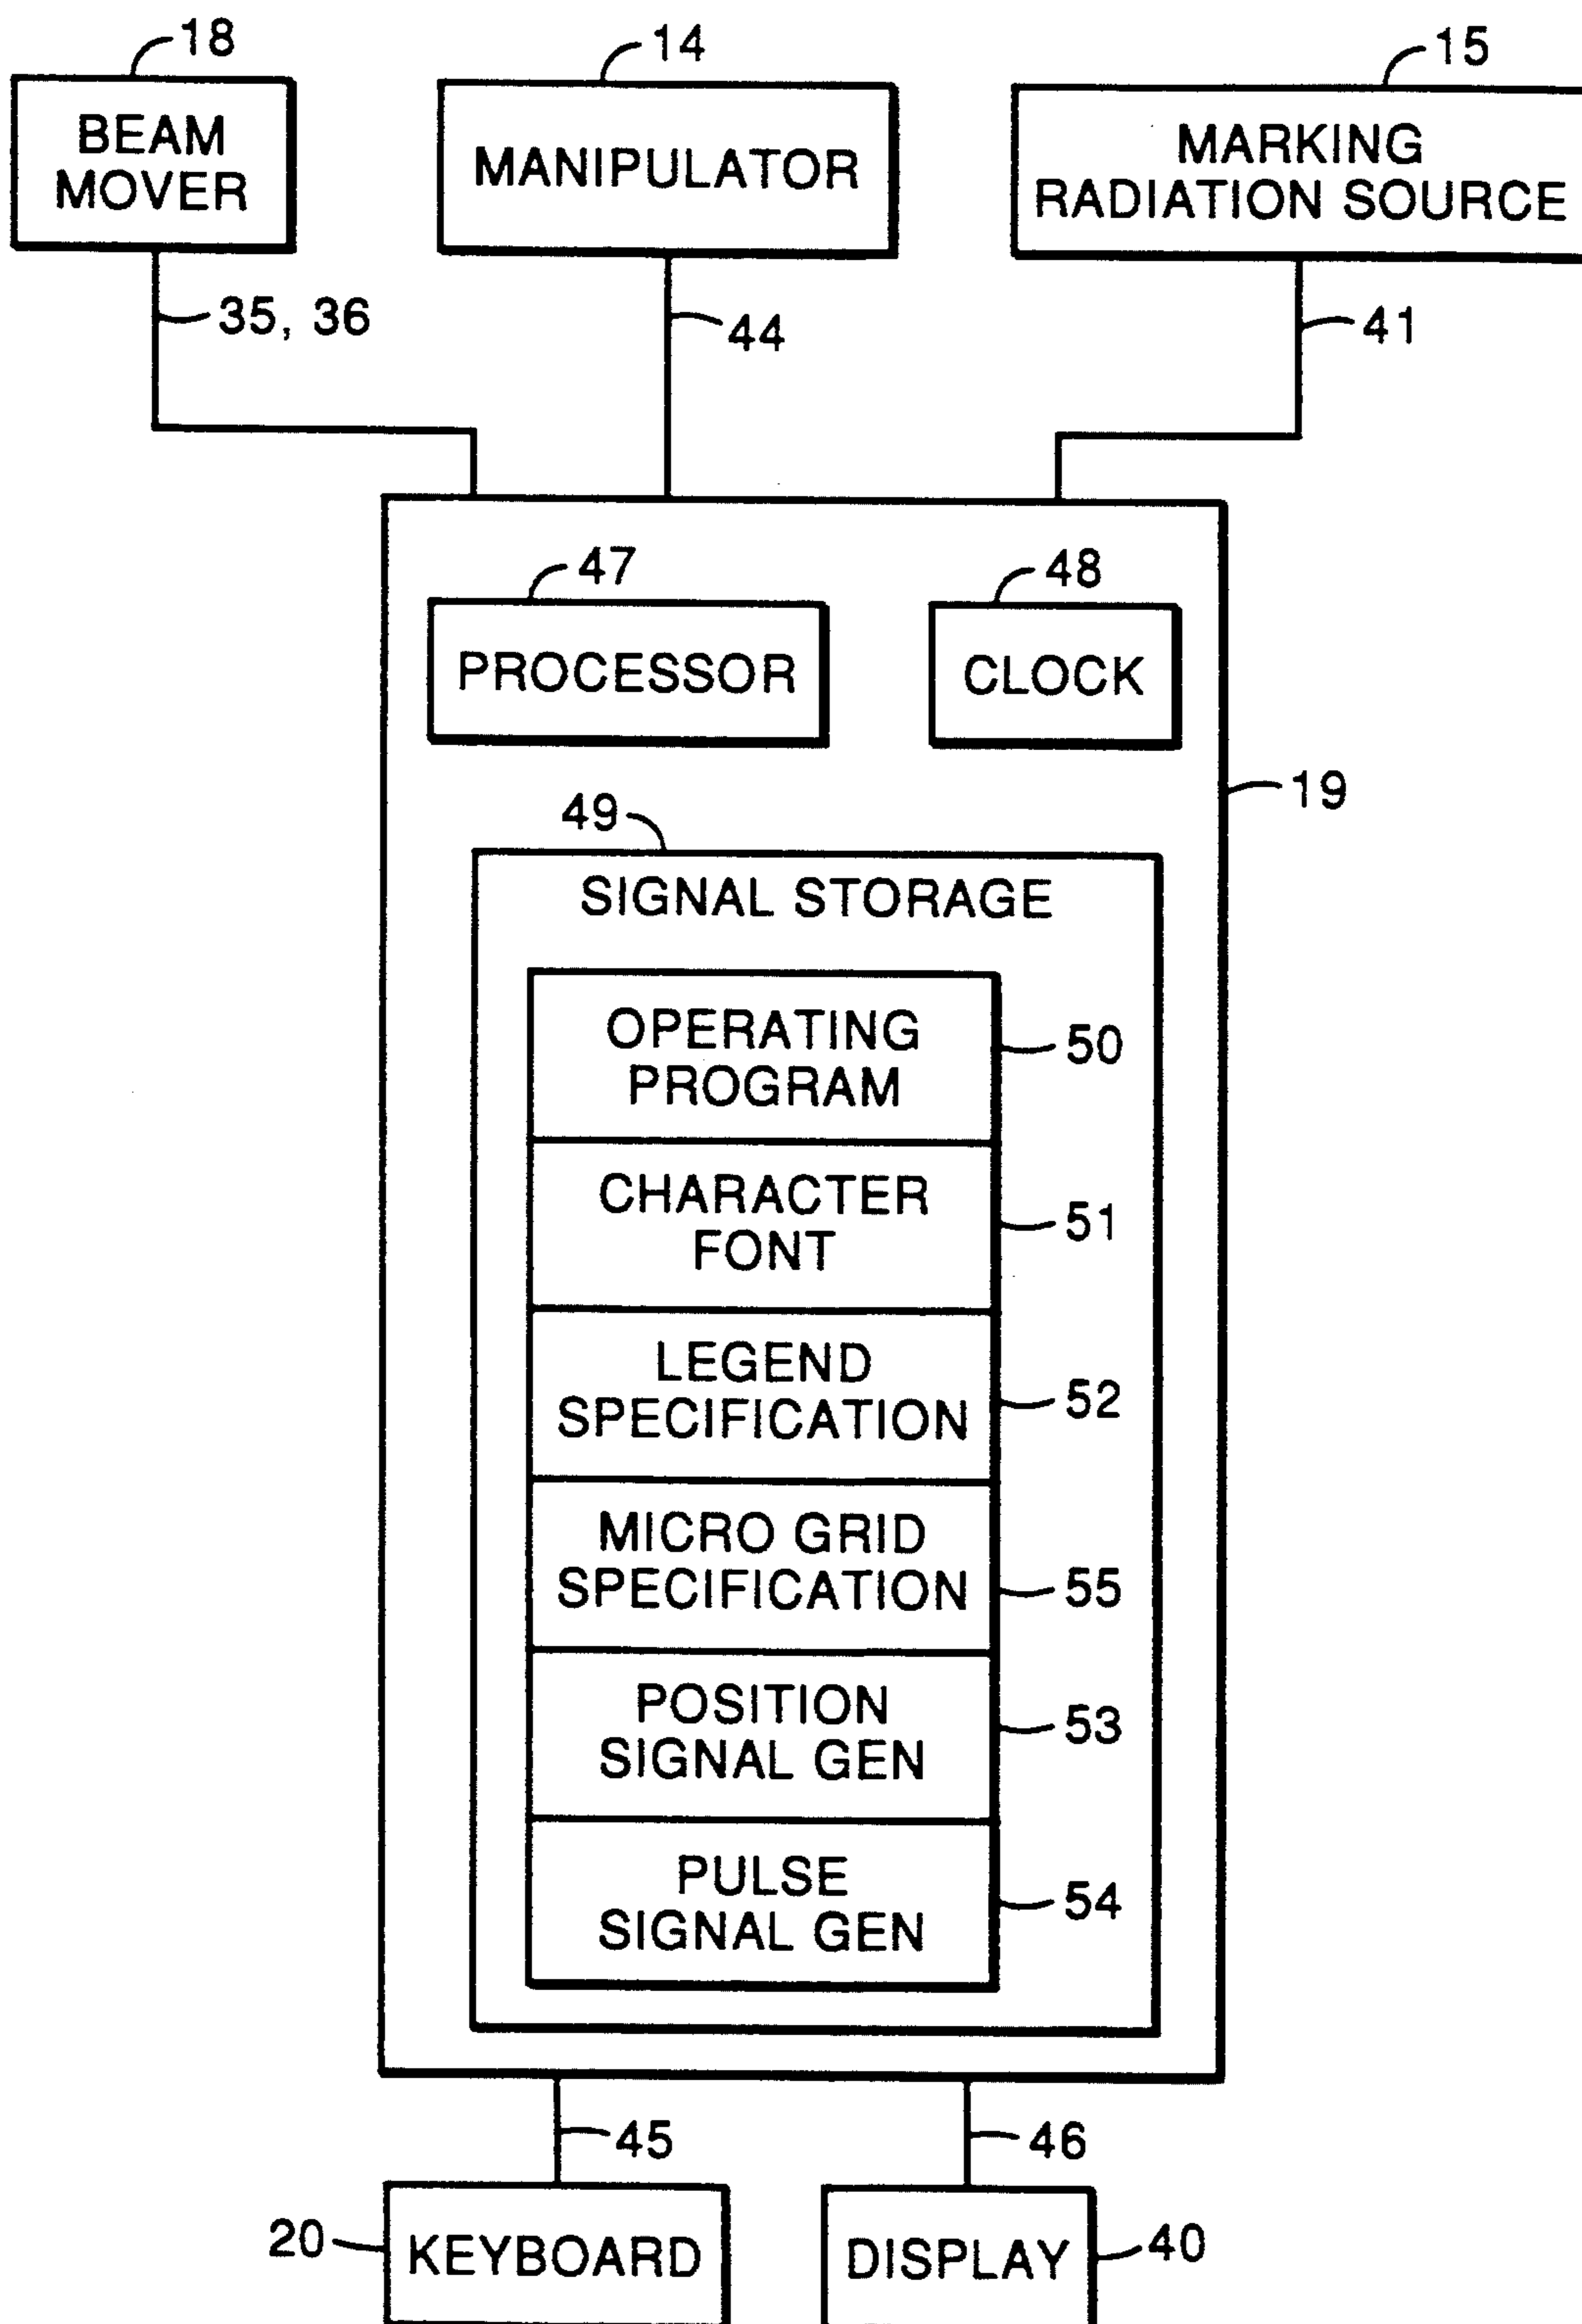 18
14
15
BEAM
MOVER
MANIPULATOR
MARKING
RADIATION SOURCE
35, 36
44
41
47
48
PROCESSOR
CLOCK
19
49
SIGNAL STORAGE
OPERATING
PROGRAM
50
CHARACTER
FONT
51
LEGEND
SPECIFICATION
52
MICRO GRID
SPECIFICATION
55
POSITION
SIGNAL GEN
53
PULSE
SIGNAL GEN
54
45
46
20
KEYBOARD
DISPLAY
40